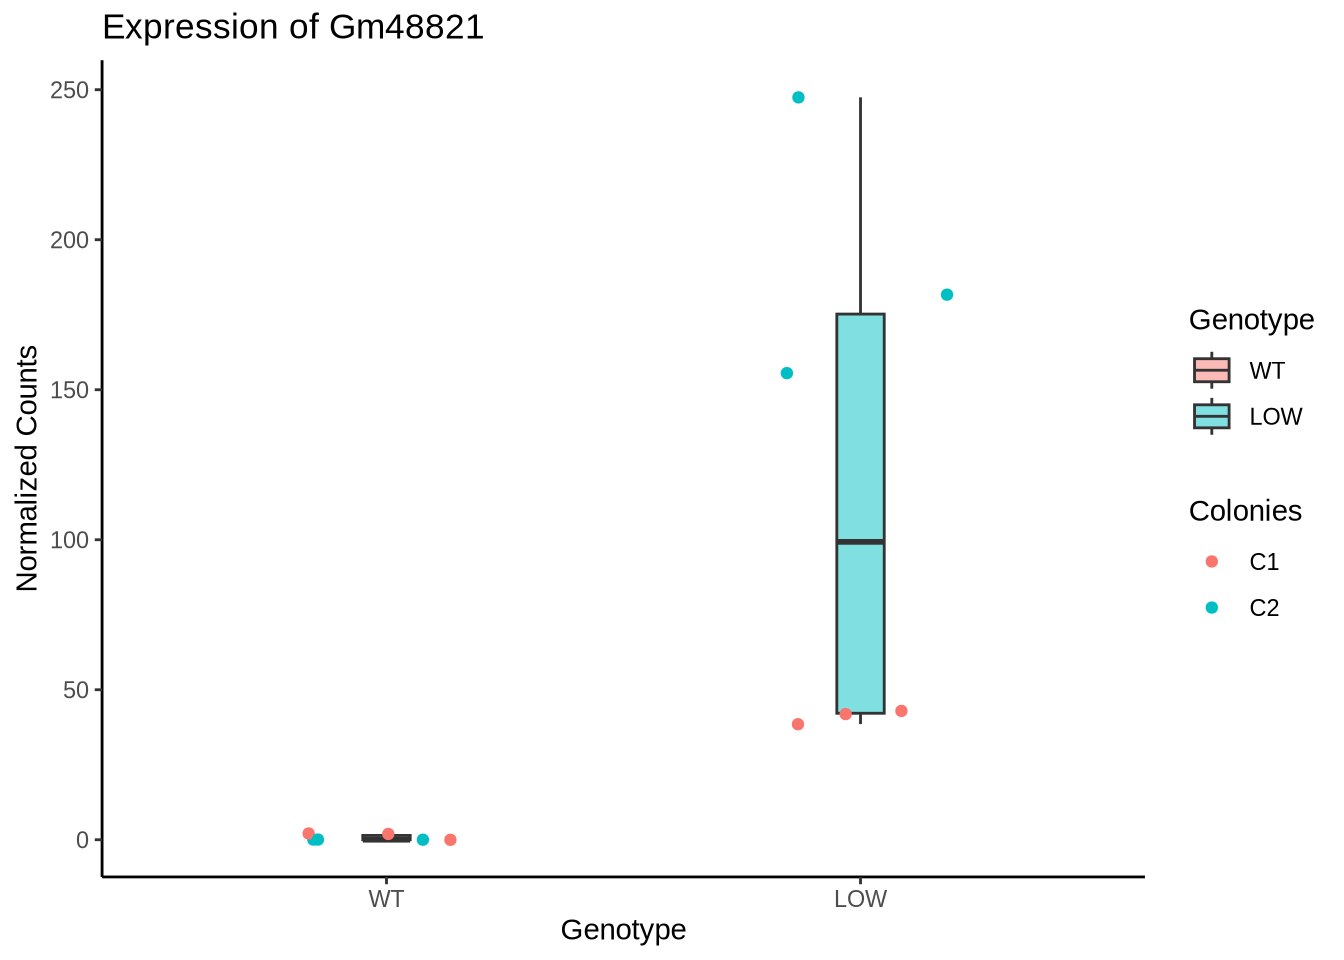 Expression of Gm48821
250
200
150
100
50
0
Normalized Counts
WT
LOW
Genotype
Genotype
WT
LOW
Colonies
C1
C2